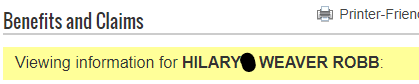 Printer-Frien
Benefits and Claims
Viewing information for HILARY WEAVER ROBB: